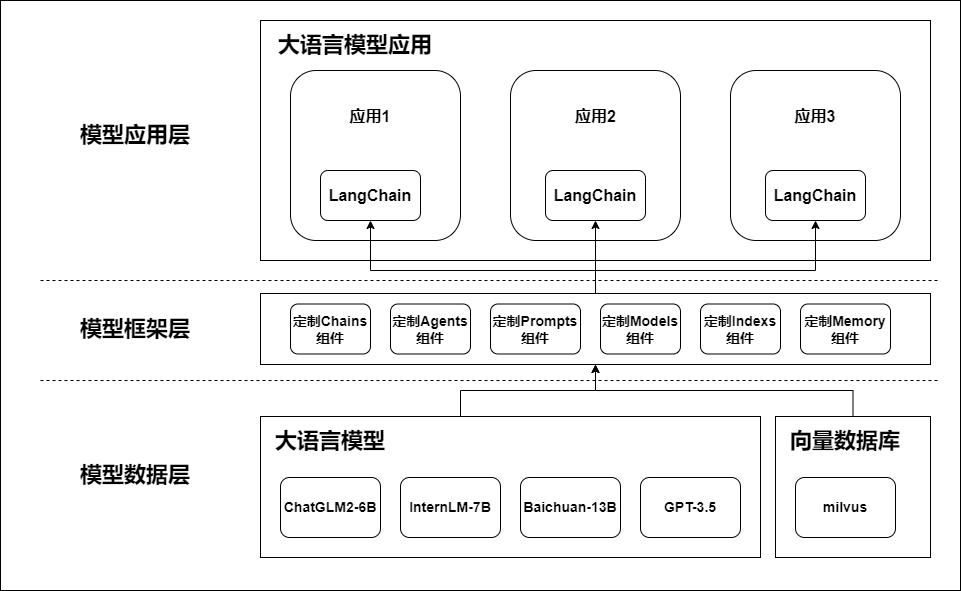 大语言模型应用
模型应用层
应用1
应用2
应用3
LangChain
LangChain
LangChain
模型框架层
定制Chains
组件
定制Agents
组件
定制Prompts
组件
定制Models
组件
定制Indexs
组件
定制Memory
组件
模型数据层
大语言模型
ChatGLM2-6B
InternLM-7B
Baichuan-13B
GPT-3.5
向量数据库
milvus